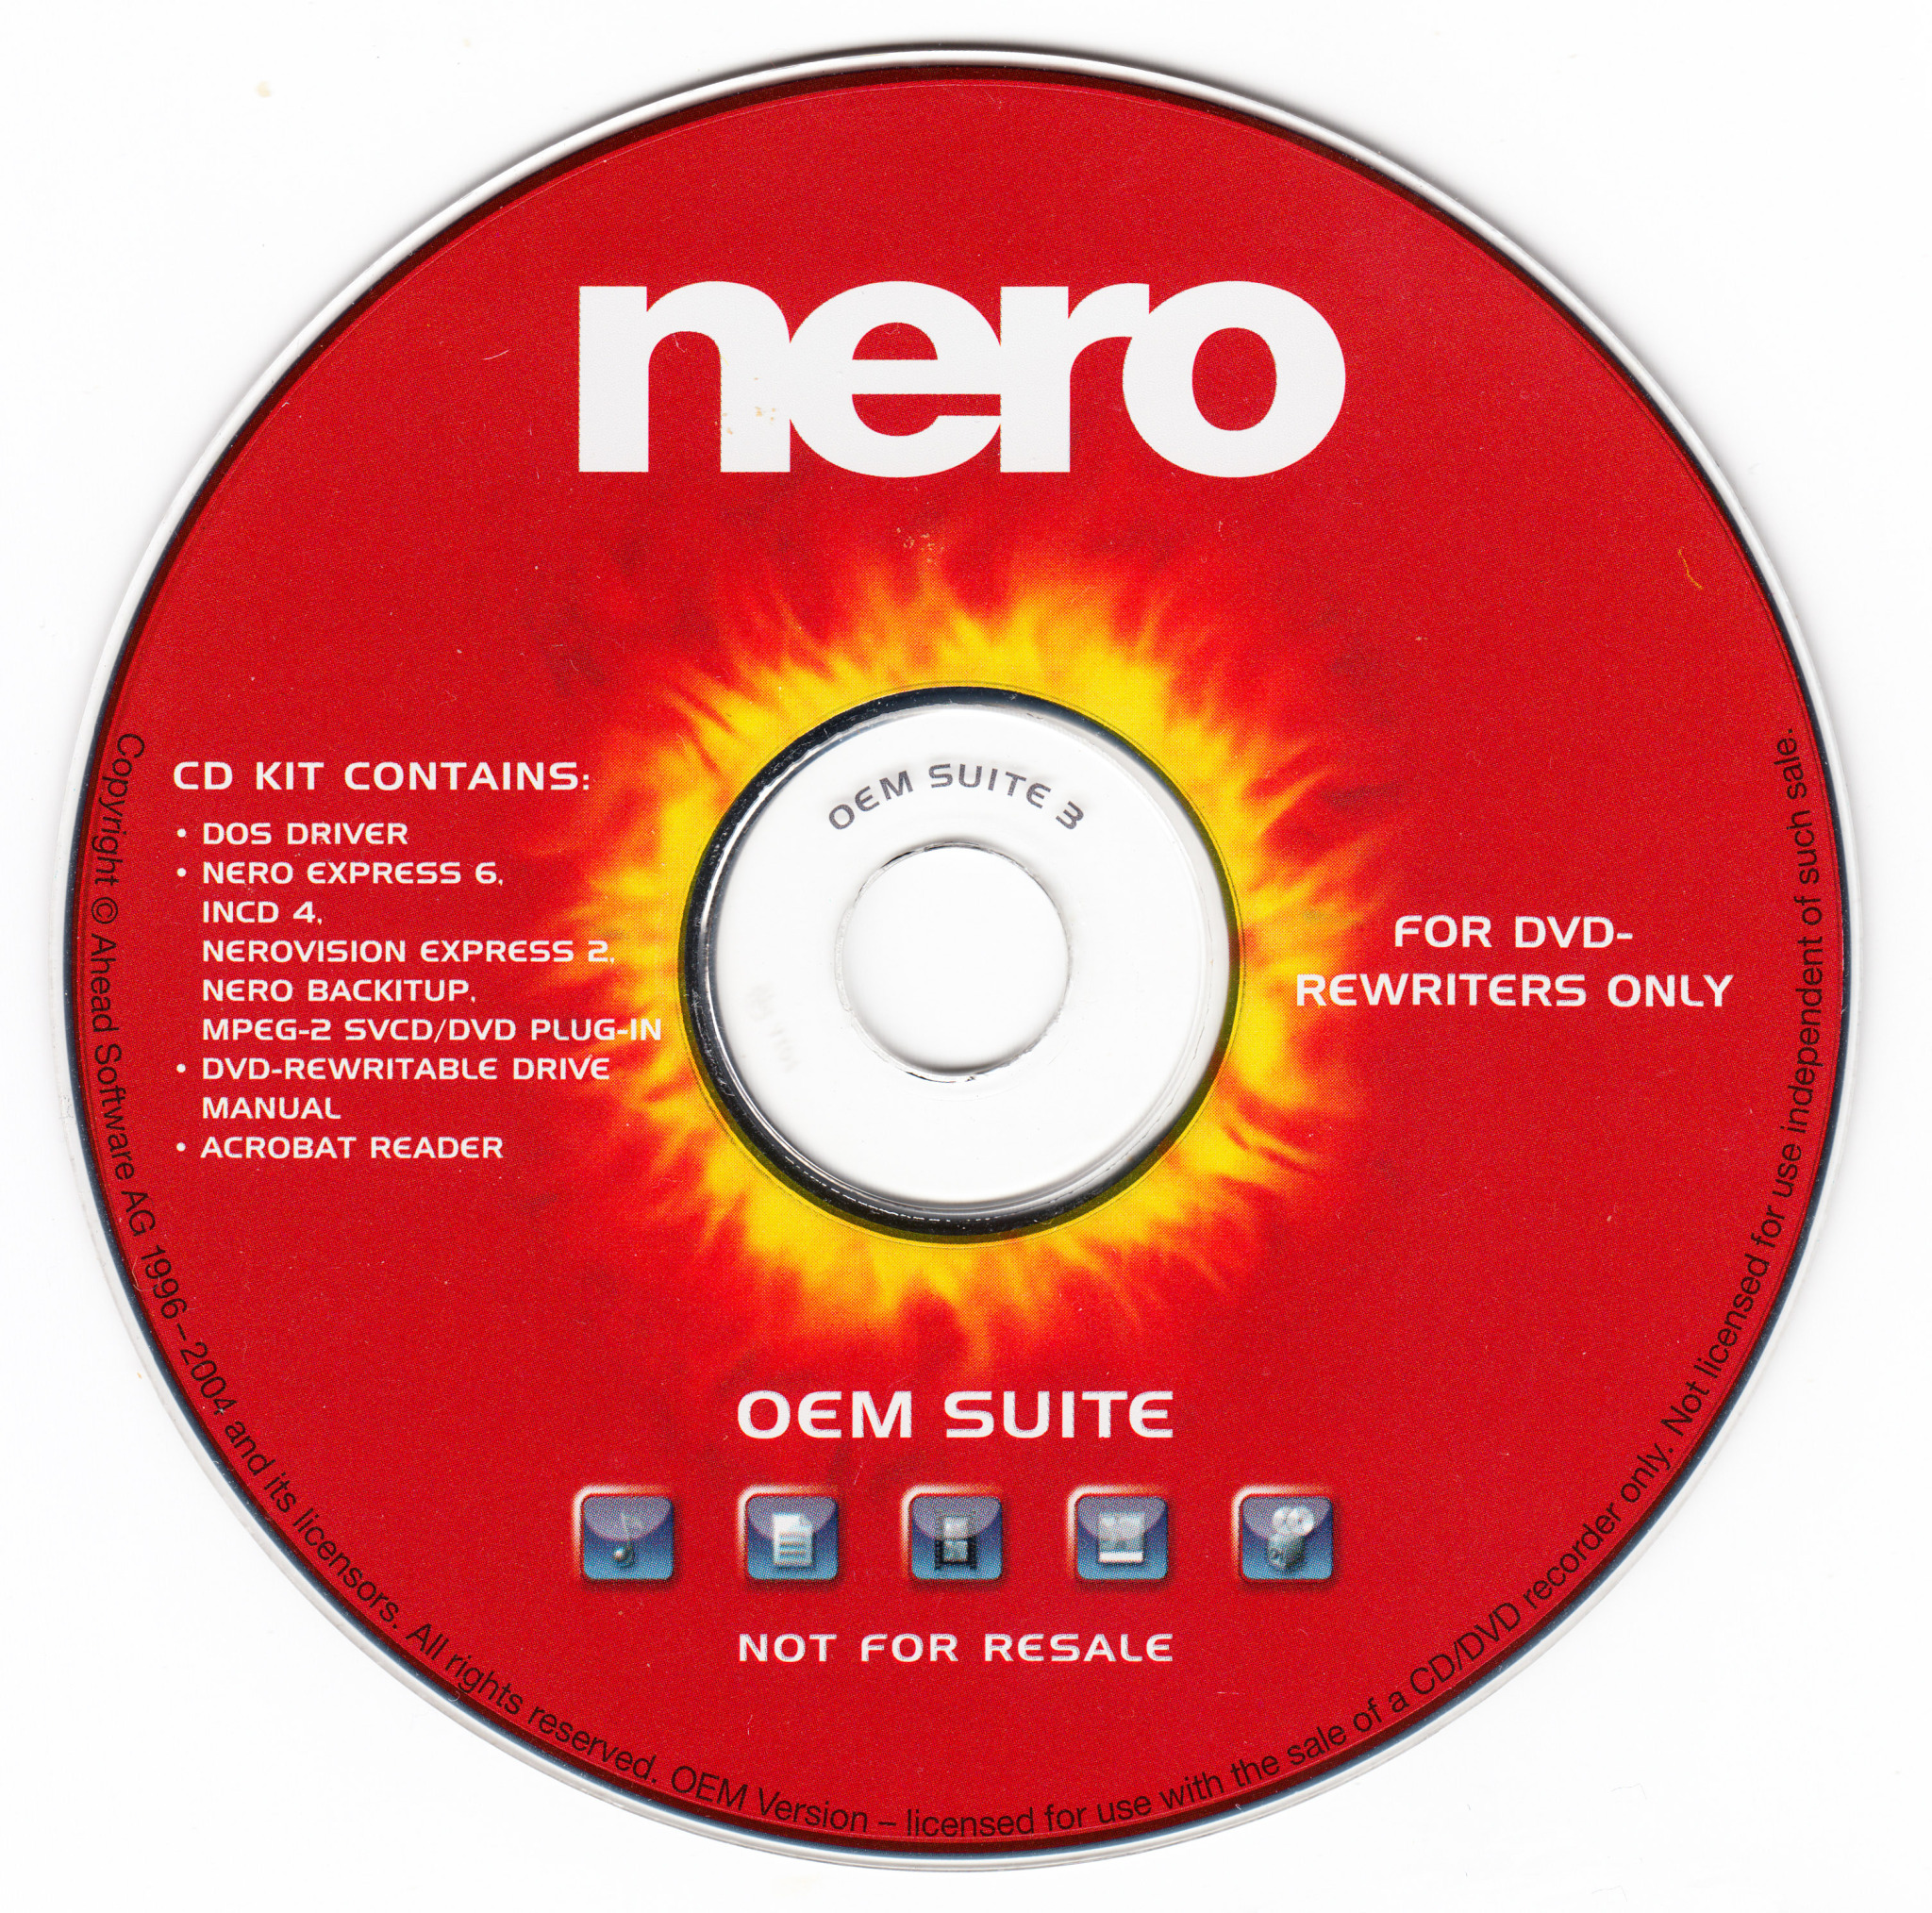 nero
OEM SUITE 3
CD KIT CONTAINS:
• DOS DRIVER
• NERO EXPRESS 6,
INCD 4,
NEROVISION EXPRESS 2,
NERO BACKITUP,
MPEG-2 SVCD/DVD PLUG-IN
• DVD-REWRITABLE DRIVE
MANUAL
• ACROBAT READER
FOR DVD-
REWRITERS ONLY
OEM SUITE
NOT FOR RESALE
Copyright © Ahead Software AG 1996–2004 and its licensors. All rights reserved. OEM Version – licensed for use with the sale of a CD/DVD recorder only. Not licensed for use independent of such sale.